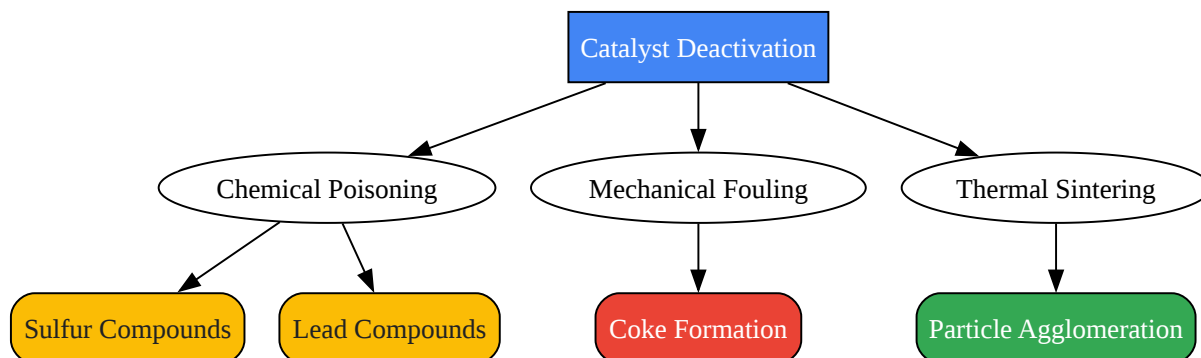 Catalyst Deactivation
Chemical Poisoning
Mechanical Fouling
Thermal Sintering
Sulfur Compounds
Lead Compounds
Coke Formation
Particle Agglomeration